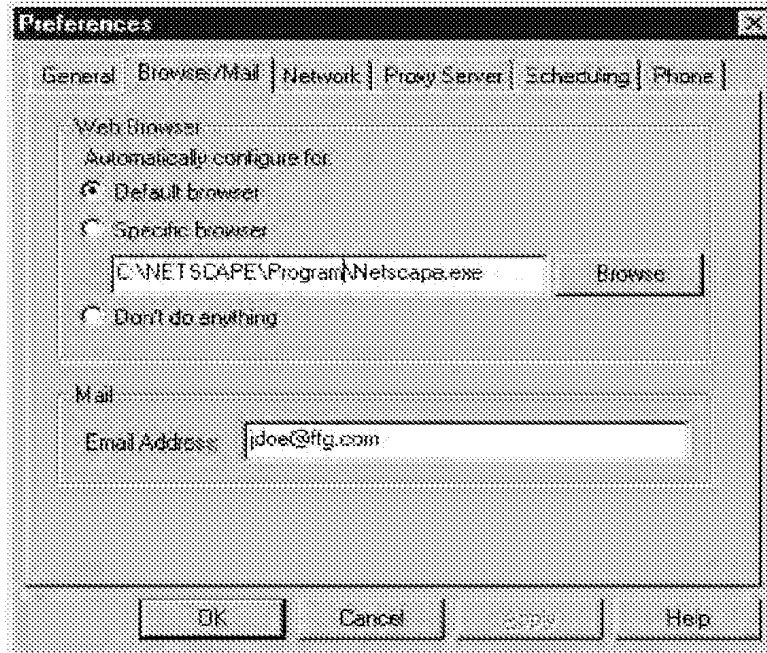 Preferences
General Browser/Mail Network Proxy Server Scheduling Phone
Web Browser
Automatically configure for:
Default browser
Specific browser
C:\NETSCAPE\Program\Netscape.exe Browse
Don't do anything
Mail
Email Address: jdoe@ffg.com
OK Cancel Apply Help